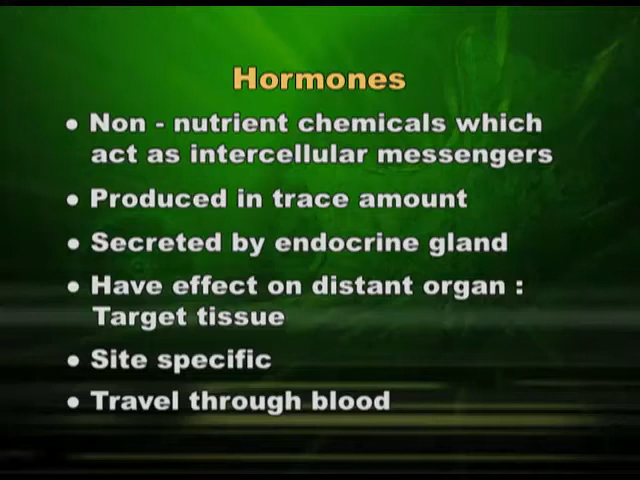 Hormones
● Non - nutrient chemicals which
act as intercellular messengers
● Produced in trace amount
● Secreted by endocrine gland
● Have effect on distant organ :
Target tissue
● Site specific
● Travel through blood